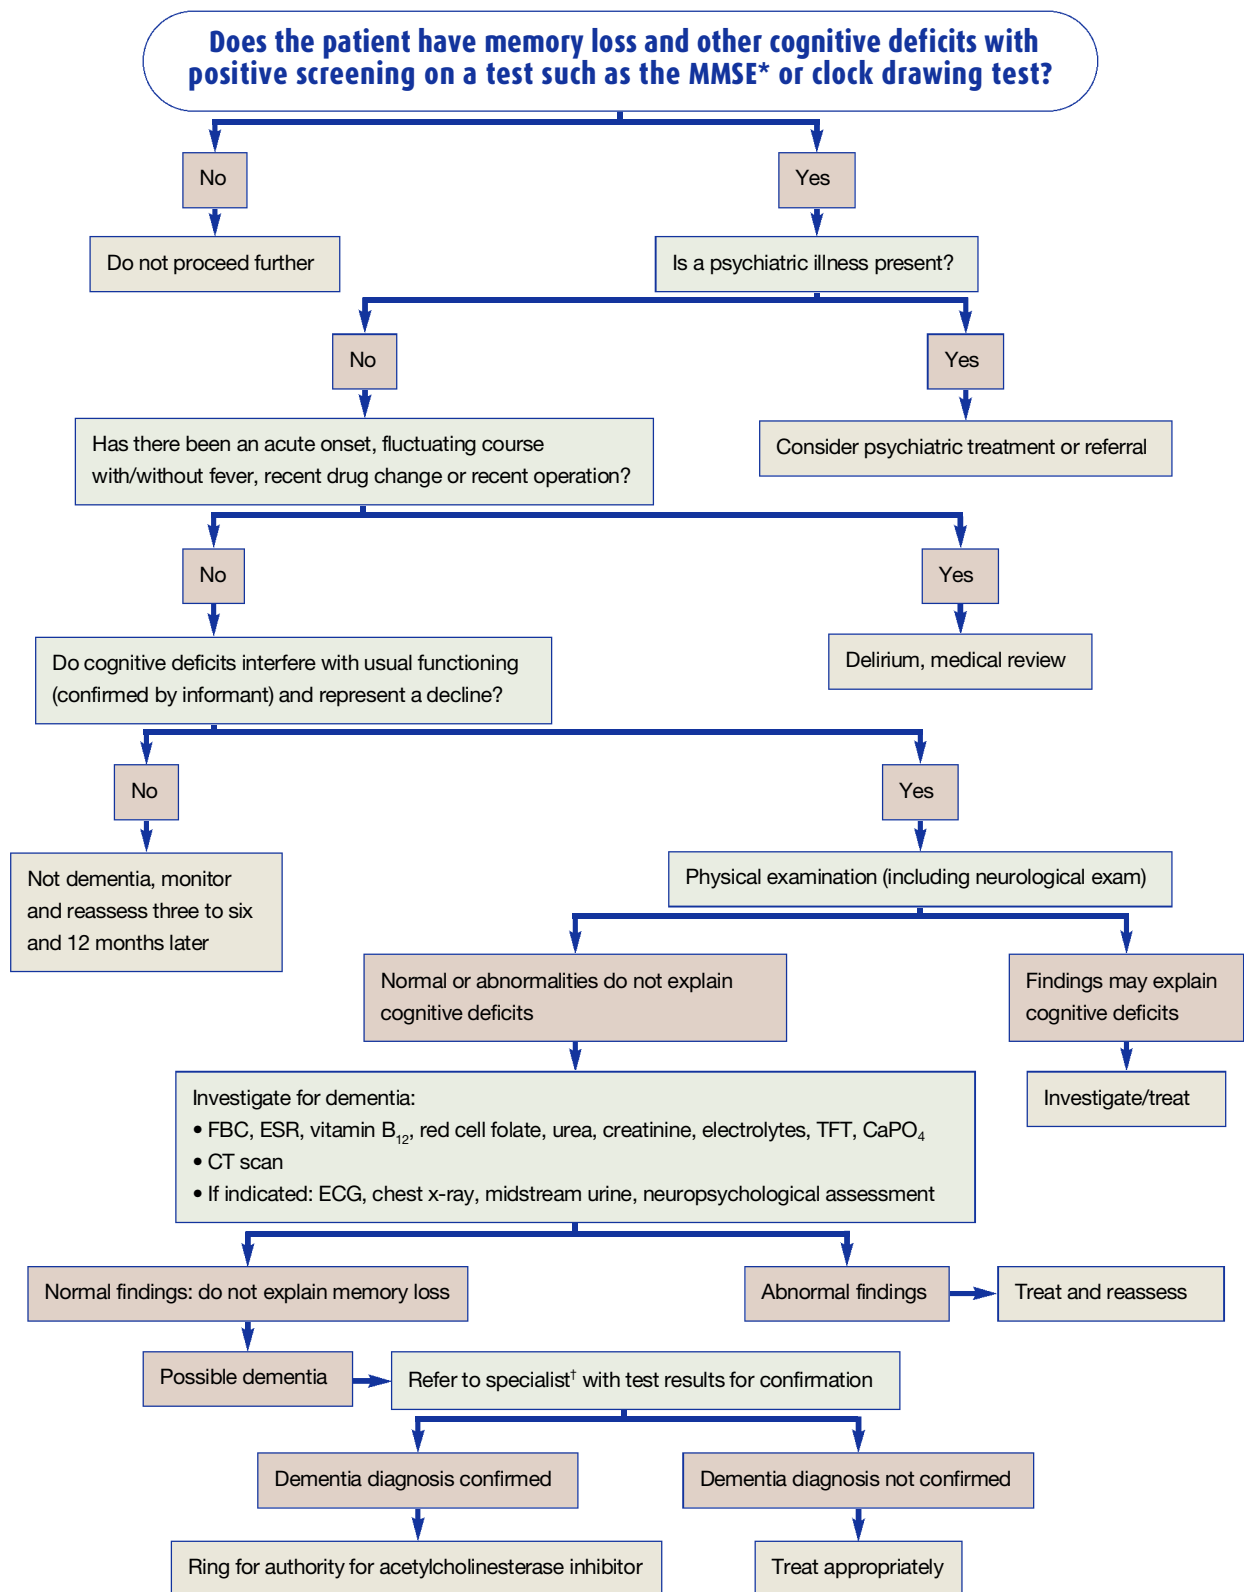 Does the patient have memory loss and other cognitive deficits with
positive screening on a test such as the MMSE* or clock drawing test?
No
Yes
Do not proceed further
Is a psychiatric illness present?
No
Yes
Has there been an acute onset, fluctuating course
with/without fever, recent drug change or recent operation?
Consider psychiatric treatment or referral
No
Yes
Do cognitive deficits interfere with usual functioning
(confirmed by informant) and represent a decline?
Delirium, medical review
No
Yes
Not dementia, monitor
and reassess three to six
and 12 months later
Physical examination (including neurological exam)
Normal or abnormalities do not explain
cognitive deficits
Findings may explain
cognitive deficits
Investigate for dementia:
• FBC, ESR, vitamin B₁₂, red cell folate, urea, creatinine, electrolytes, TFT, CaPO₄
• CT scan
• If indicated: ECG, chest x-ray, midstream urine, neuropsychological assessment
Investigate/treat
Normal findings: do not explain memory loss
Abnormal findings
Treat and reassess
Possible dementia
Refer to specialist† with test results for confirmation
Dementia diagnosis confirmed
Dementia diagnosis not confirmed
Ring for authority for acetylcholinesterase inhibitor
Treat appropriately